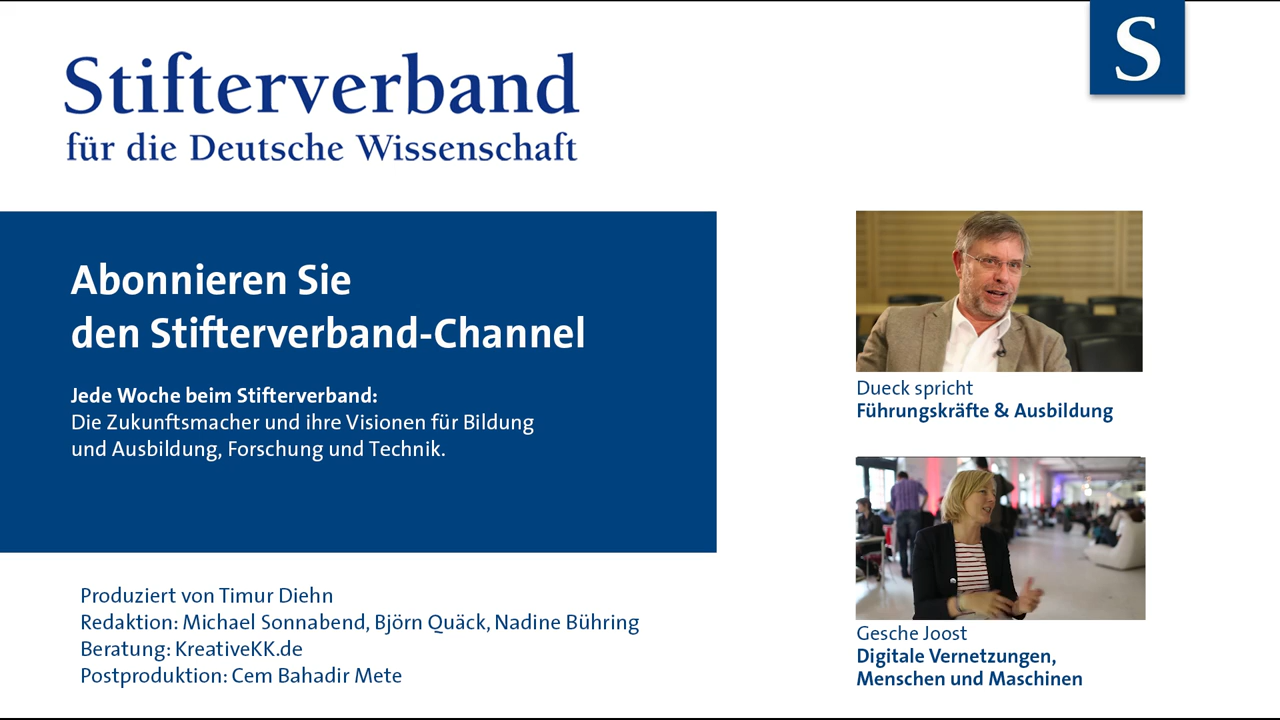 Stifterverband
für die Deutsche Wissenschaft
S
Abonnieren Sie
den Stifterverband-Channel
Jede Woche beim Stifterverband:
Die Zukunftsmacher und ihre Visionen für Bildung
und Ausbildung, Forschung und Technik.
Produziert von Timur Diehn
Redaktion: Michael Sonnabend, Björn Quäck, Nadine Bühring
Beratung: KreativeKK.de
Postproduktion: Cem Bahadir Mete
Dueck spricht
Führungskräfte & Ausbildung
Gesche Joost
Digitale Vernetzungen,
Menschen und Maschinen